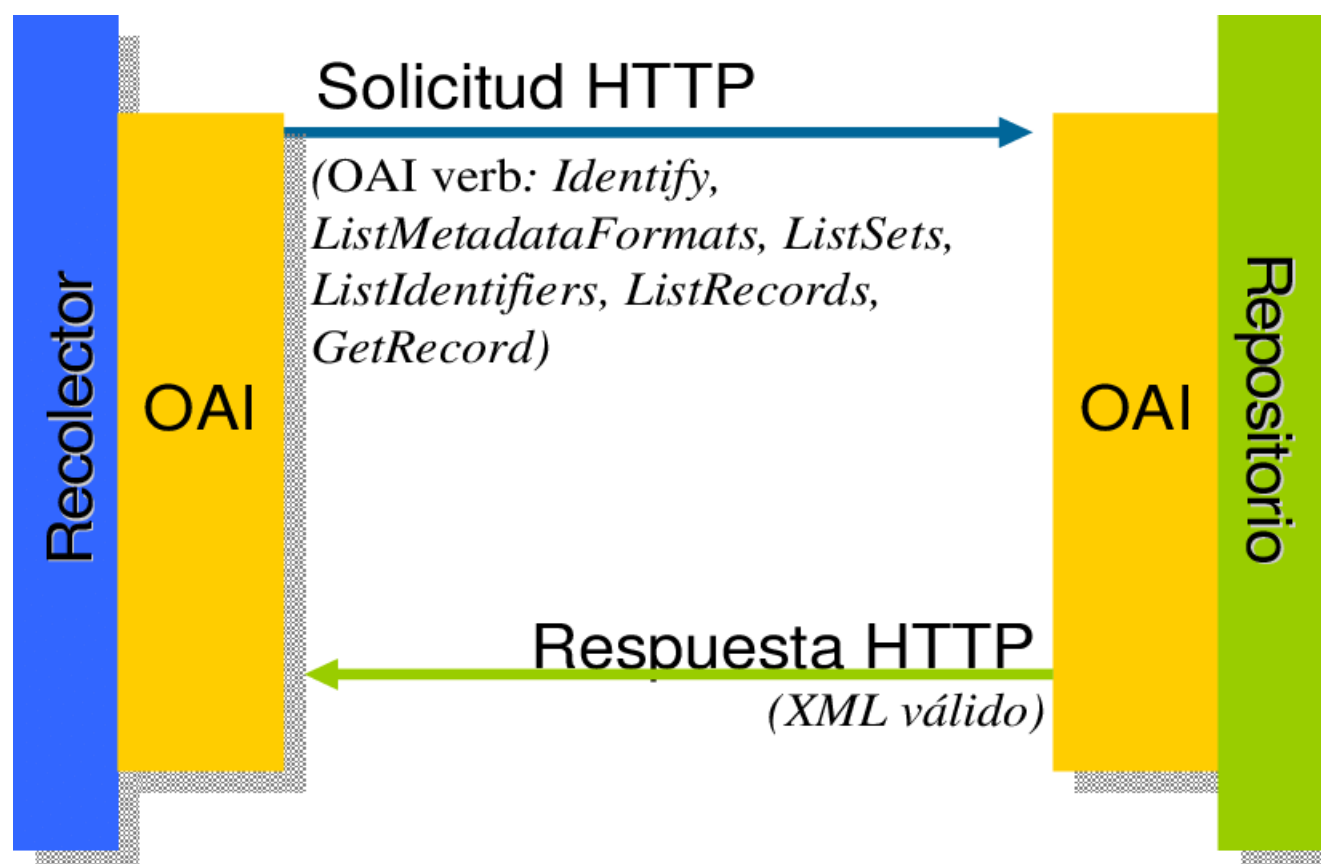 Solicitud HTTP
(OAI verb: Identify,
ListMetadataFormats, ListSets,
ListIdentifiers, ListRecords,
GetRecord)
Recolector
OAI
OAI
Repositorio
Respuesta HTTP
(XML válido)